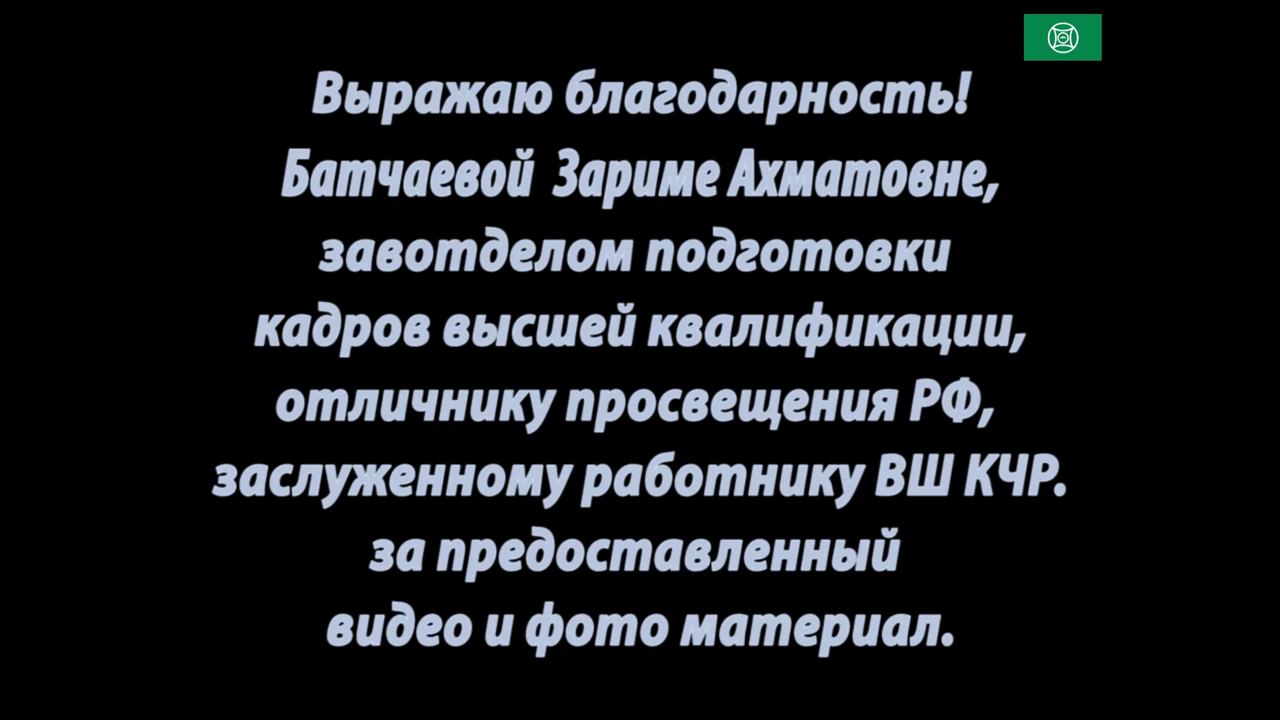 Выражаю благодарность!
Батчаевой Зариме Ахматовне,
завотделом подготовки
кадров высшей квалификации,
отличнику просвещения РФ,
заслуженному работнику ВШ КЧР.
за предоставленный
видео и фото материал.